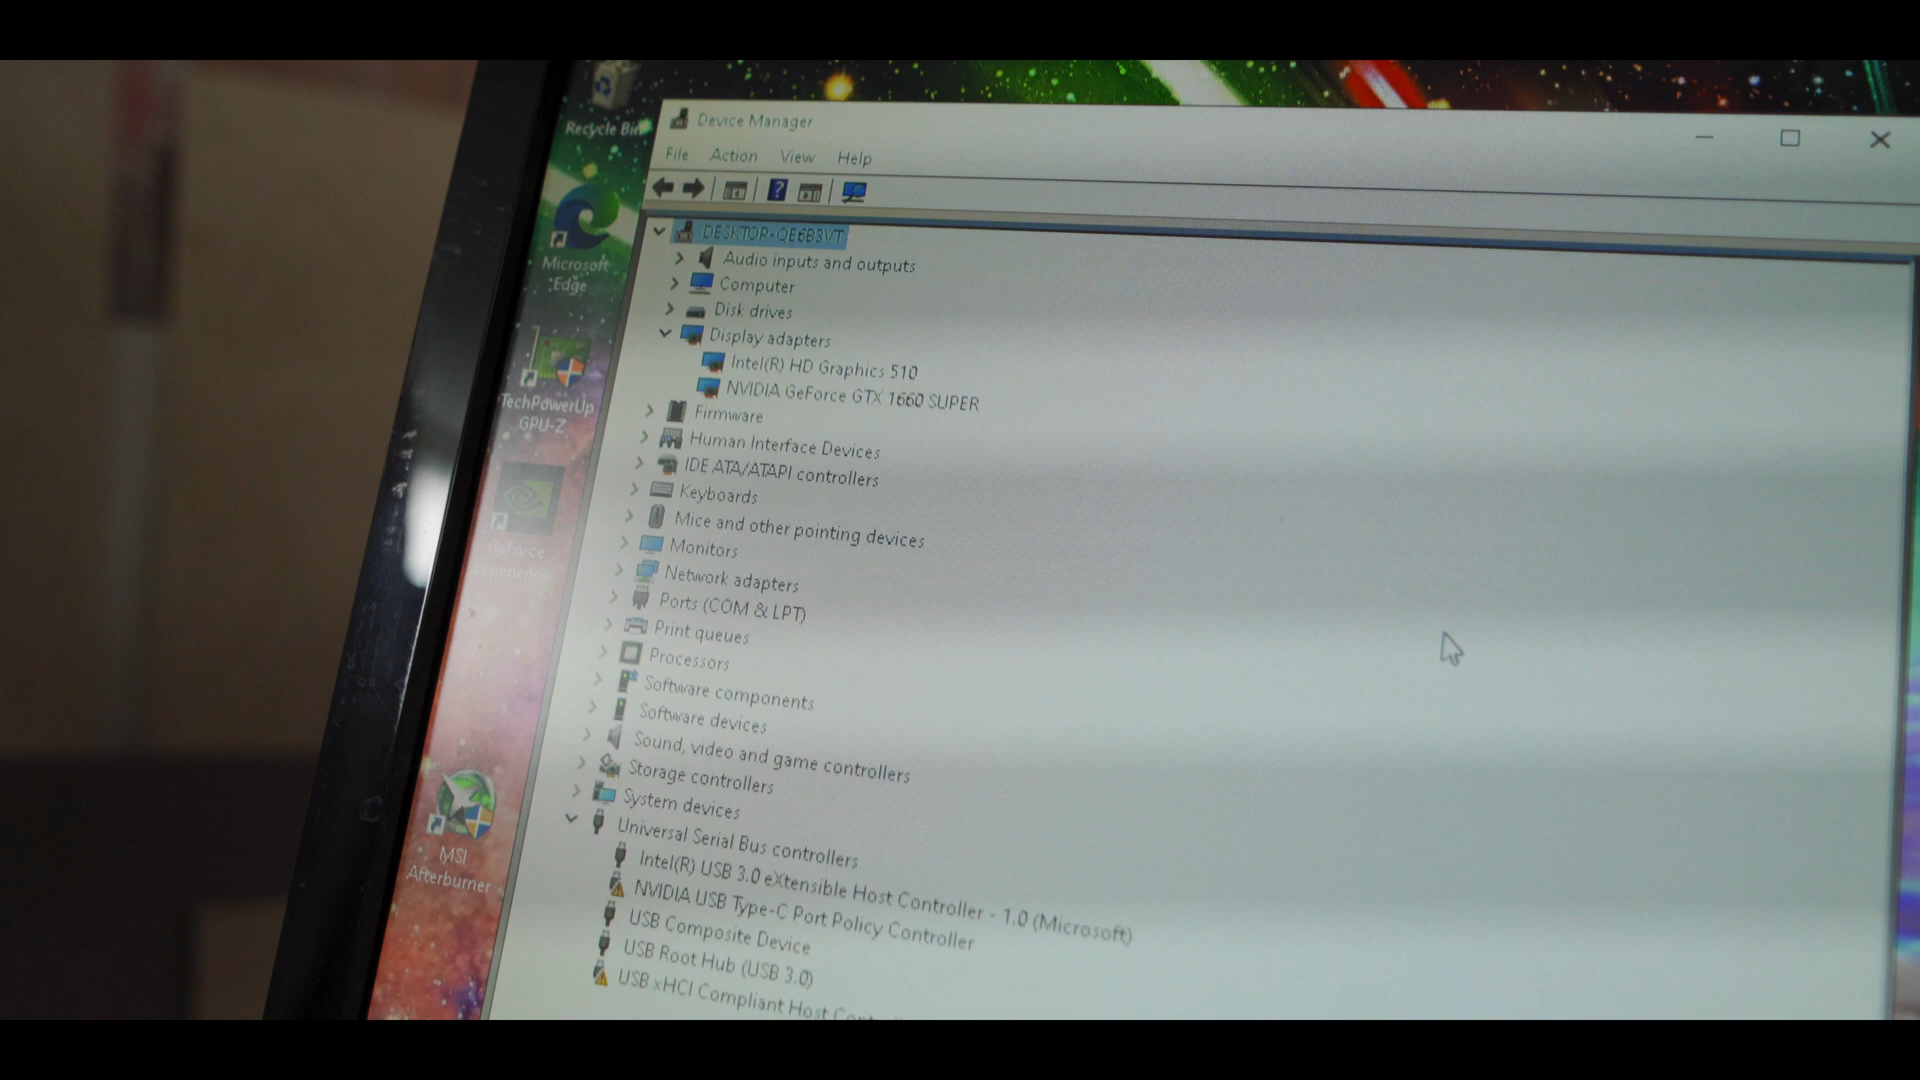 Recycle Bin
Device Manager
File Action View Help
Microsoft
Edge
TechPowerUp
GPU-Z
GeForce
Experience
MSI
Afterburner
DESKTOP-QE6B3VT
Audio inputs and outputs
Computer
Disk drives
Display adapters
Intel(R) HD Graphics 510
NVIDIA GeForce GTX 1660 SUPER
Firmware
Human Interface Devices
IDE ATA/ATAPI controllers
Keyboards
Mice and other pointing devices
Monitors
Network adapters
Ports (COM & LPT)
Print queues
Processors
Software components
Software devices
Sound, video and game controllers
Storage controllers
System devices
Universal Serial Bus controllers
Intel(R) USB 3.0 eXtensible Host Controller - 1.0 (Microsoft)
NVIDIA USB Type-C Port Policy Controller
USB Composite Device
USB Root Hub (USB 3.0)
USB xHCI Compliant Host